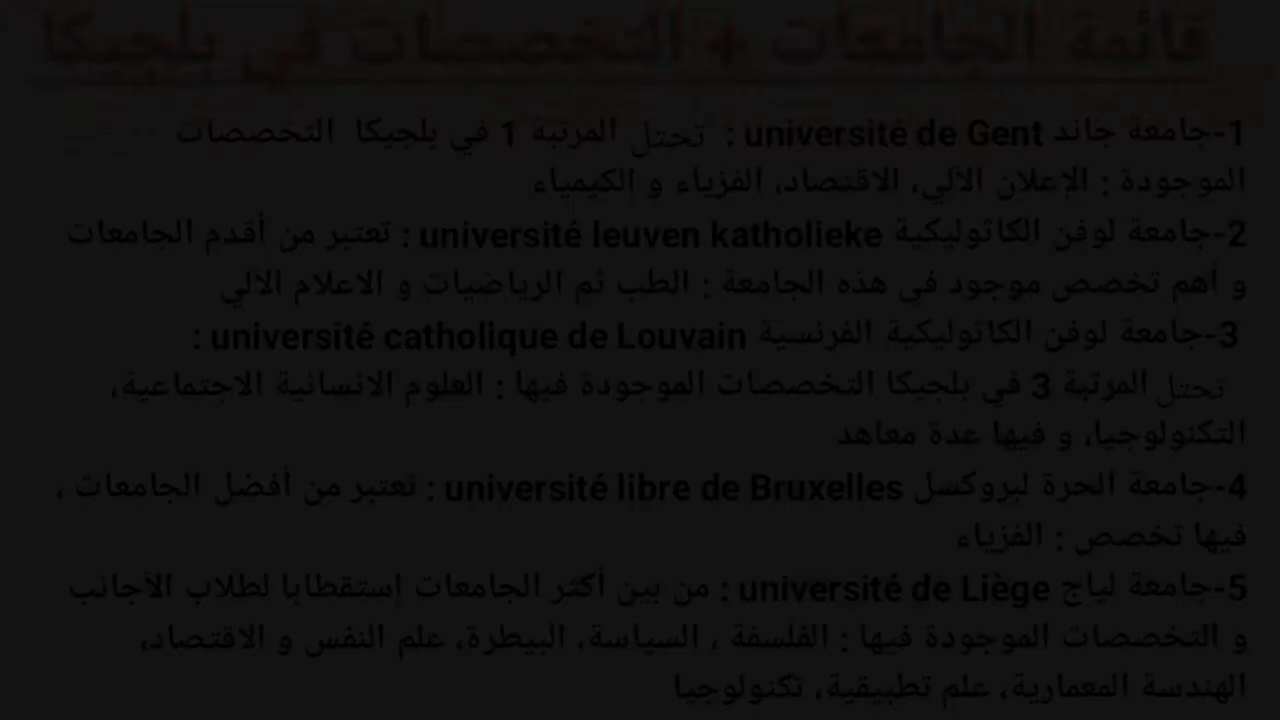 قائمة الجامعات + التخصصات في بلجيكا
1-جامعة جاند université de Gent : تحتل المرتبة 1 في بلجيكا التخصصات
الموجودة : الإعلان الآلي، الاقتصاد، الفزياء و الكيمياء
2-جامعة لوفن الكاثوليكية université leuven katholieke : تعتبر من أقدم الجامعات
و أهم تخصص موجود في هذه الجامعة : الطب ثم الرياضيات و الاعلام الآلي
3-جامعة لوفن الكاثوليكية الفرنسية université catholique de Louvain :
تحتل المرتبة 3 في بلجيكا التخصصات الموجودة فيها : العلوم الانسانية الاجتماعية،
التكنولوجيا، و فيها عدة معاهد
4-جامعة الحرة لبروكسل université libre de Bruxelles : تعتبر من أفضل الجامعات ،
فيها تخصص : الفزياء
5-جامعة لياج université de Liège : من بين أكثر الجامعات إستقطابا لطلاب الأجانب
و التخصصات الموجودة فيها : الفلسفة ، السياسة، البيطرة، علم النفس و الاقتصاد،
الهندسة المعمارية، علم تطبيقية، تكنولوجيا